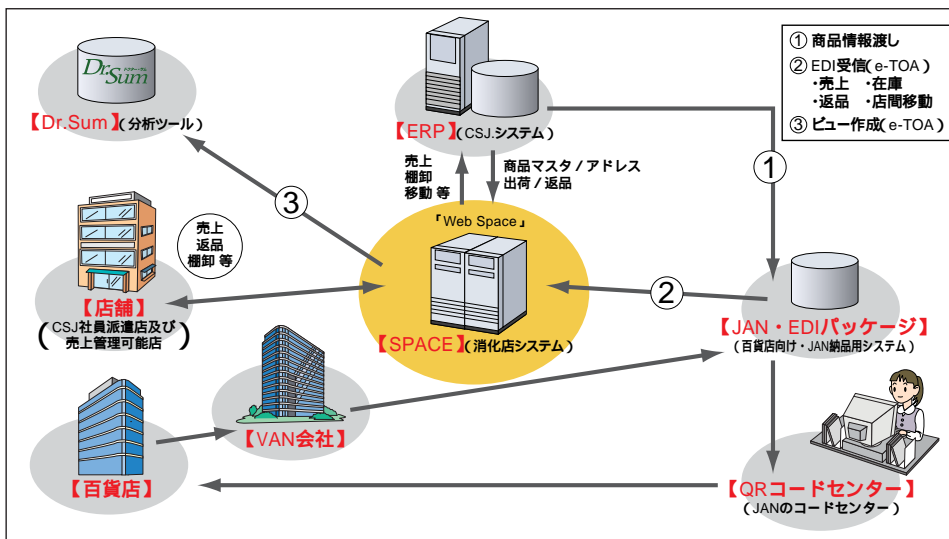 ① 商品情報渡し
② EDI受信(e-TOA)
・売上 ・在庫
・返品 ・店間移動
③ ビュー作成(e-TOA)
ドクターサム
Dr.Sum
【Dr.Sum】(分析ツール)
【ERP】(CSJ.システム)
売上
棚卸
移動 等
商品マスタ/アドレス
出荷/返品
①
③
「Web Space」
売上
返品
棚卸 等
②
【店舗】
(CSJ社員派遣店及び
売上管理可能店)
【SPACE】(消化店システム)
【JAN・EDIパッケージ】
(百貨店向け・JAN納品用システム)
【VAN会社】
【百貨店】
【QRコードセンター】
(JANのコードセンター)